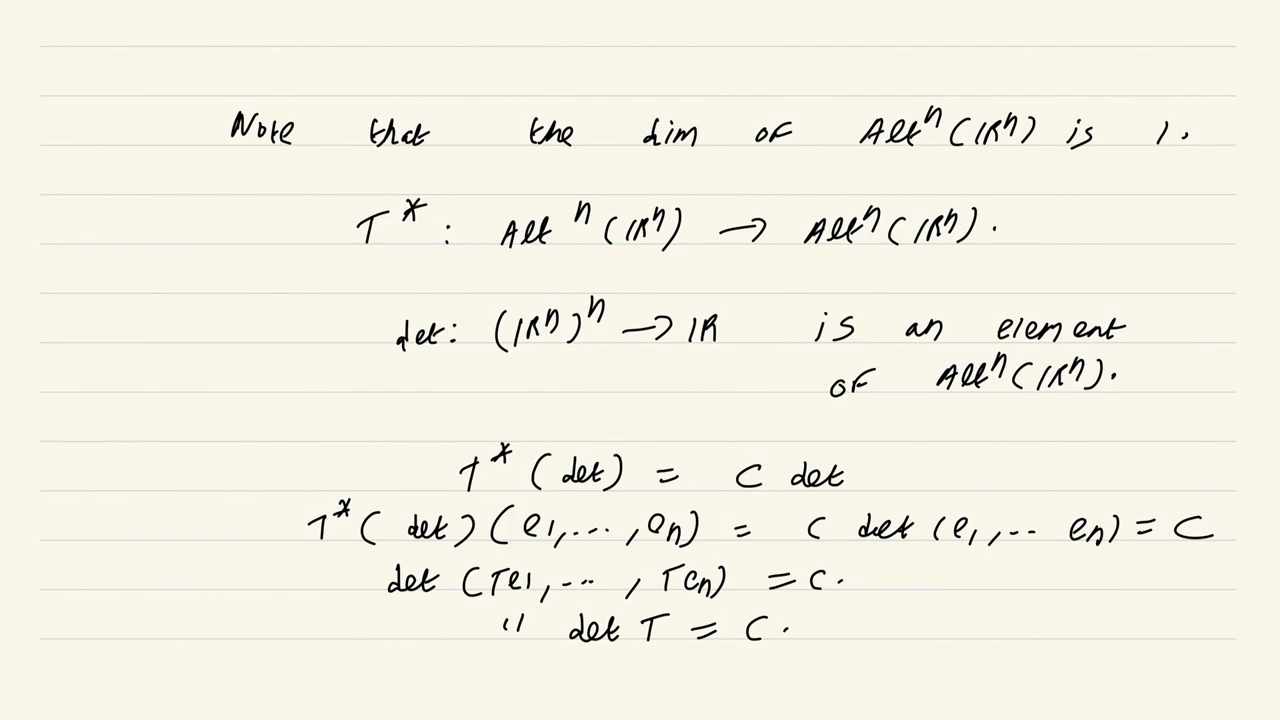 Note that the dim of Altⁿ(ℝⁿ) is 1.
T* : Altⁿ(ℝⁿ) → Altⁿ(ℝⁿ).
det: (ℝⁿ)ⁿ → ℝ is an element
of Altⁿ(ℝⁿ).
T*(det) = C det
T*(det)(e₁,...,eₙ) = C det(e₁,... eₙ) = C
det(Te₁,...,Teₙ) = C.
" det T = C.